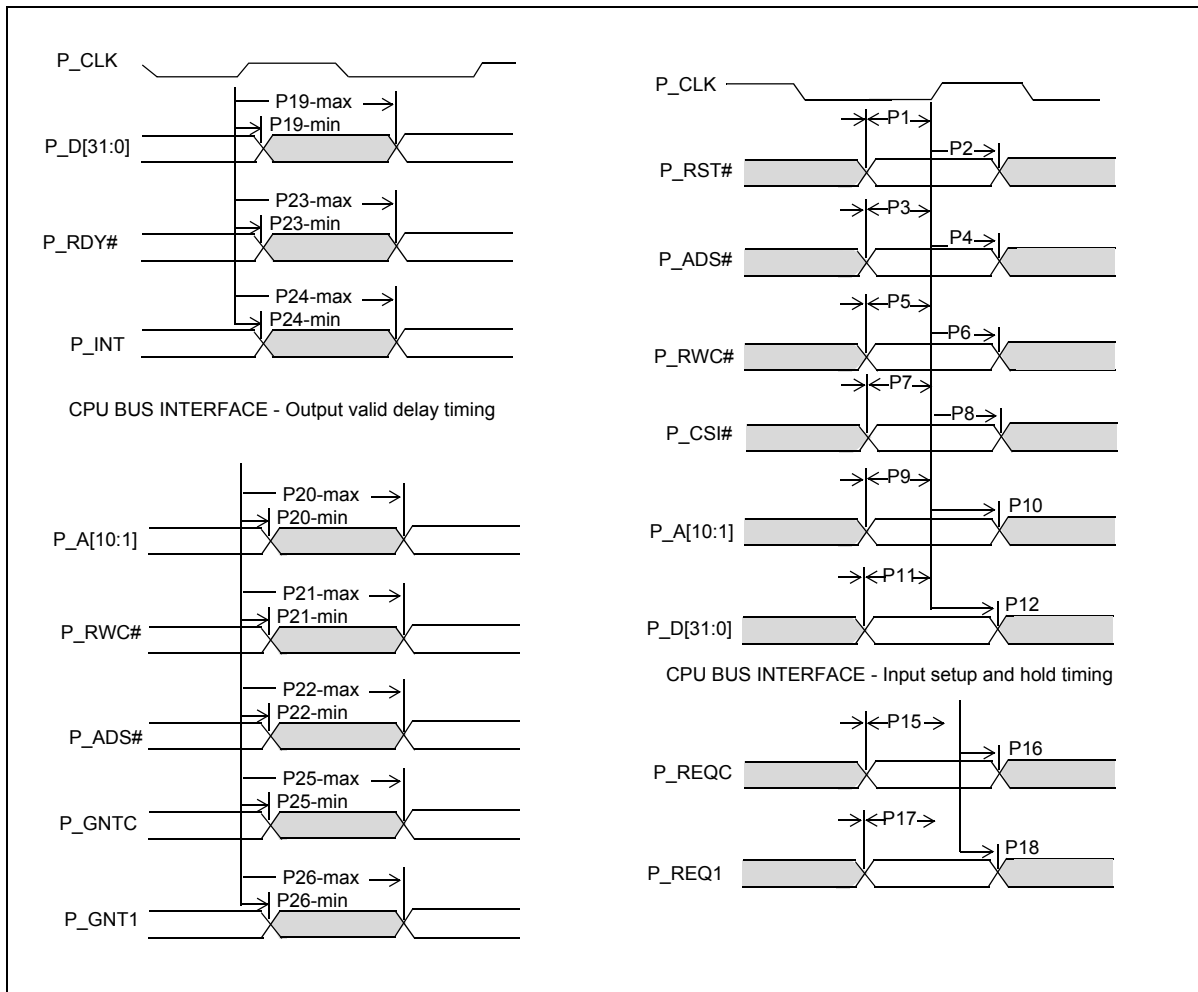 P_CLK
P19-max
P19-min
P_D[31:0]
P23-max
P23-min
P_RDY#
P24-max
P24-min
P_INT
CPU BUS INTERFACE - Output valid delay timing
P20-max
P20-min
P_A[10:1]
P21-max
P21-min
P_RWC#
P22-max
P22-min
P_ADS#
P25-max
P25-min
P_GNTC
P26-max
P26-min
P_GNT1
P_CLK
P1
P2
P_RST#
P3
P4
P_ADS#
P5
P6
P_RWC#
P7
P8
P_CSI#
P9
P10
P_A[10:1]
P11
P12
P_D[31:0]
CPU BUS INTERFACE - Input setup and hold timing
P15
P16
P_REQC
P17
P18
P_REQ1